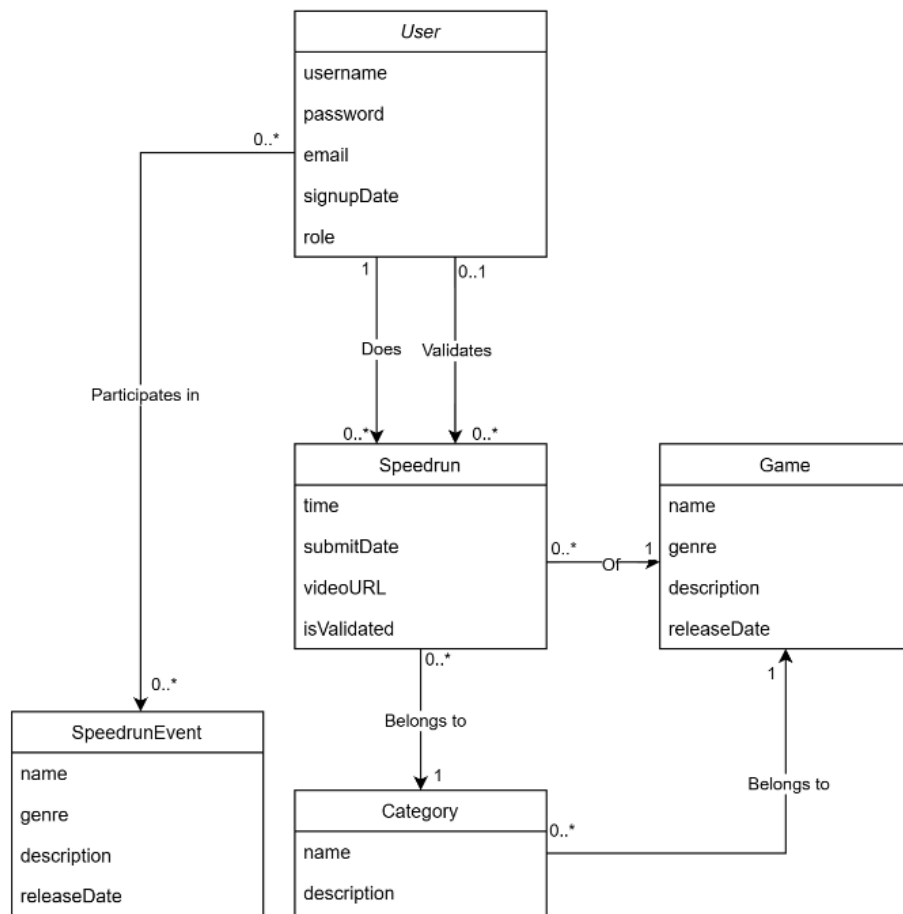 User
username
password
email
signupDate
role
0..*
1
0..1
Does
Validates
Participates in
0..*
0..*
Speedrun
time
submitDate
videoURL
isValidated
Game
name
genre
description
releaseDate
0..*
1
Of
0..*
1
0..*
Belongs to
SpeedrunEvent
name
genre
description
releaseDate
1
Category
name
description
0..*
Belongs to